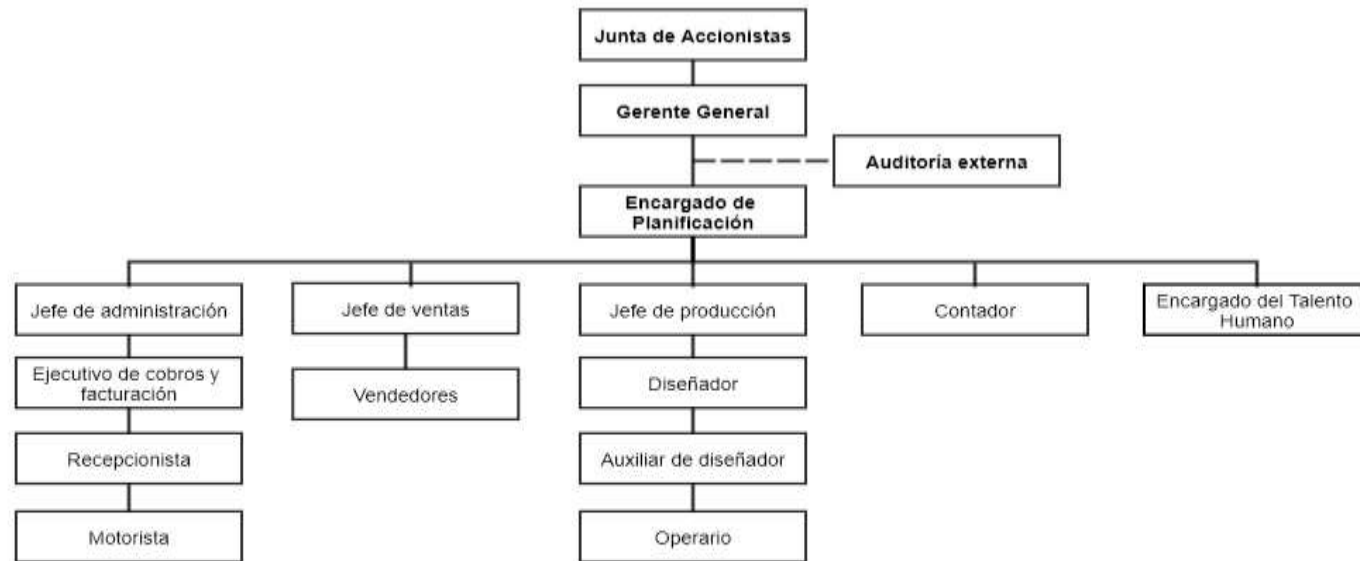 Junta de Accionistas
Gerente General
Auditoría externa
Encargado de
Planificación
Jefe de administración
Jefe de ventas
Jefe de producción
Contador
Encargado del Talento
Humano
Ejecutivo de cobros y
facturación
Vendedores
Diseñador
Recepcionista
Auxiliar de diseñador
Motorista
Operario